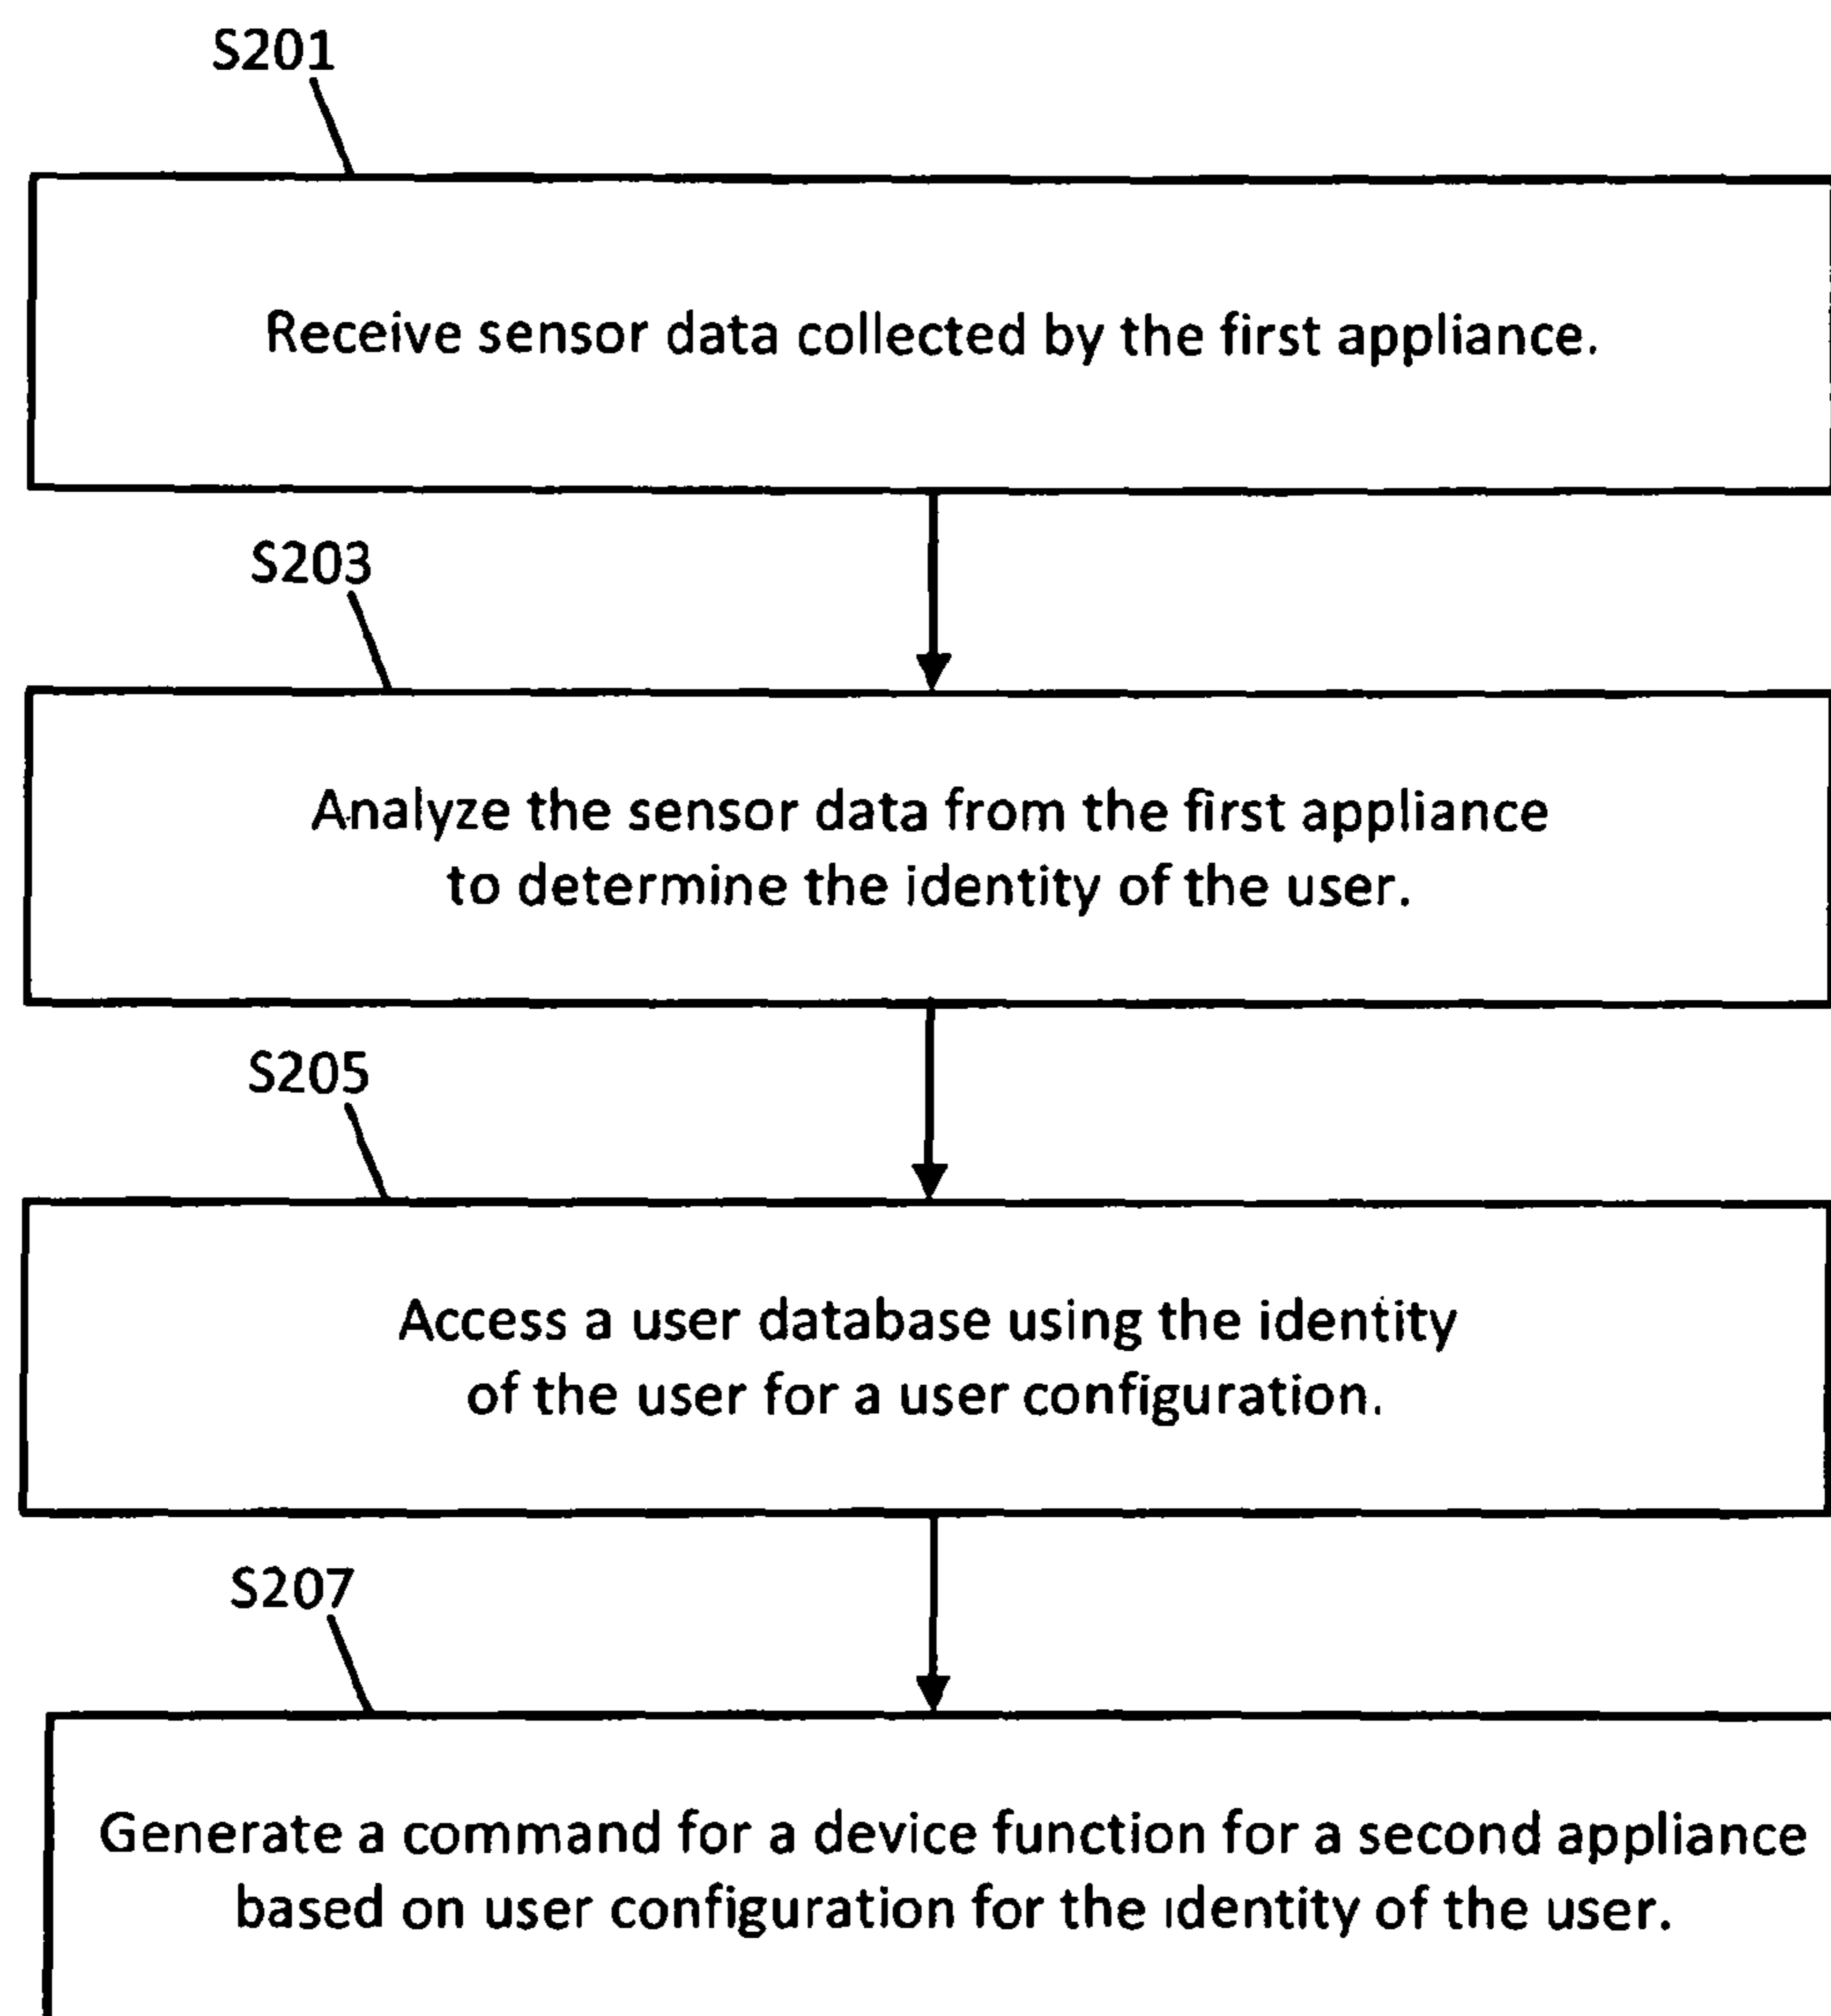 S201
Receive sensor data collected by the first appliance.
S203
Analyze the sensor data from the first appliance
to determine the identity of the user.
S205
Access a user database using the identity
of the user for a user configuration.
S207
Generate a command for a device function for a second appliance
based on user configuration for the identity of the user.